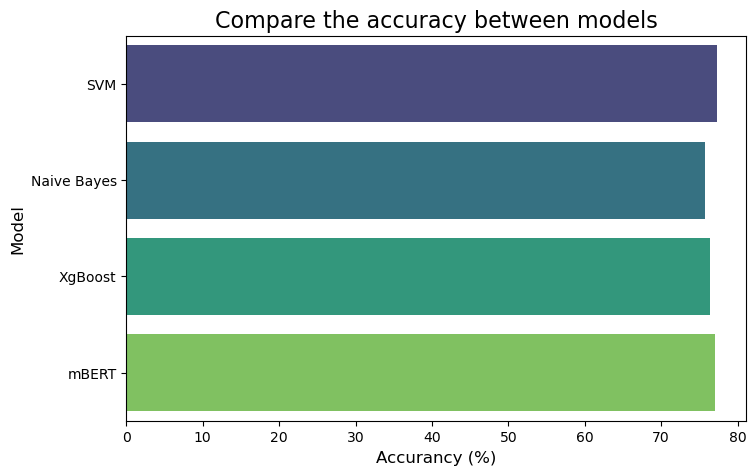 Compare the accuracy between models
Model
SVM
Naive Bayes
XgBoost
mBERT
0 10 20 30 40 50 60 70 80
Accurancy (%)